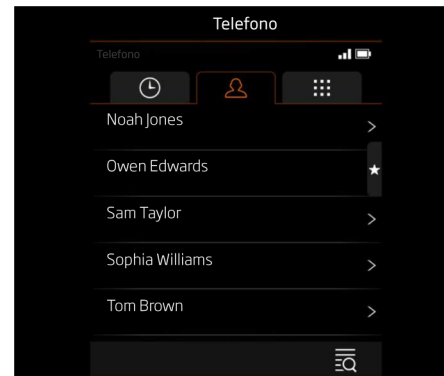 Telefono
Telefono
Noah Jones
Owen Edwards
Sam Taylor
Sophia Williams
Tom Brown